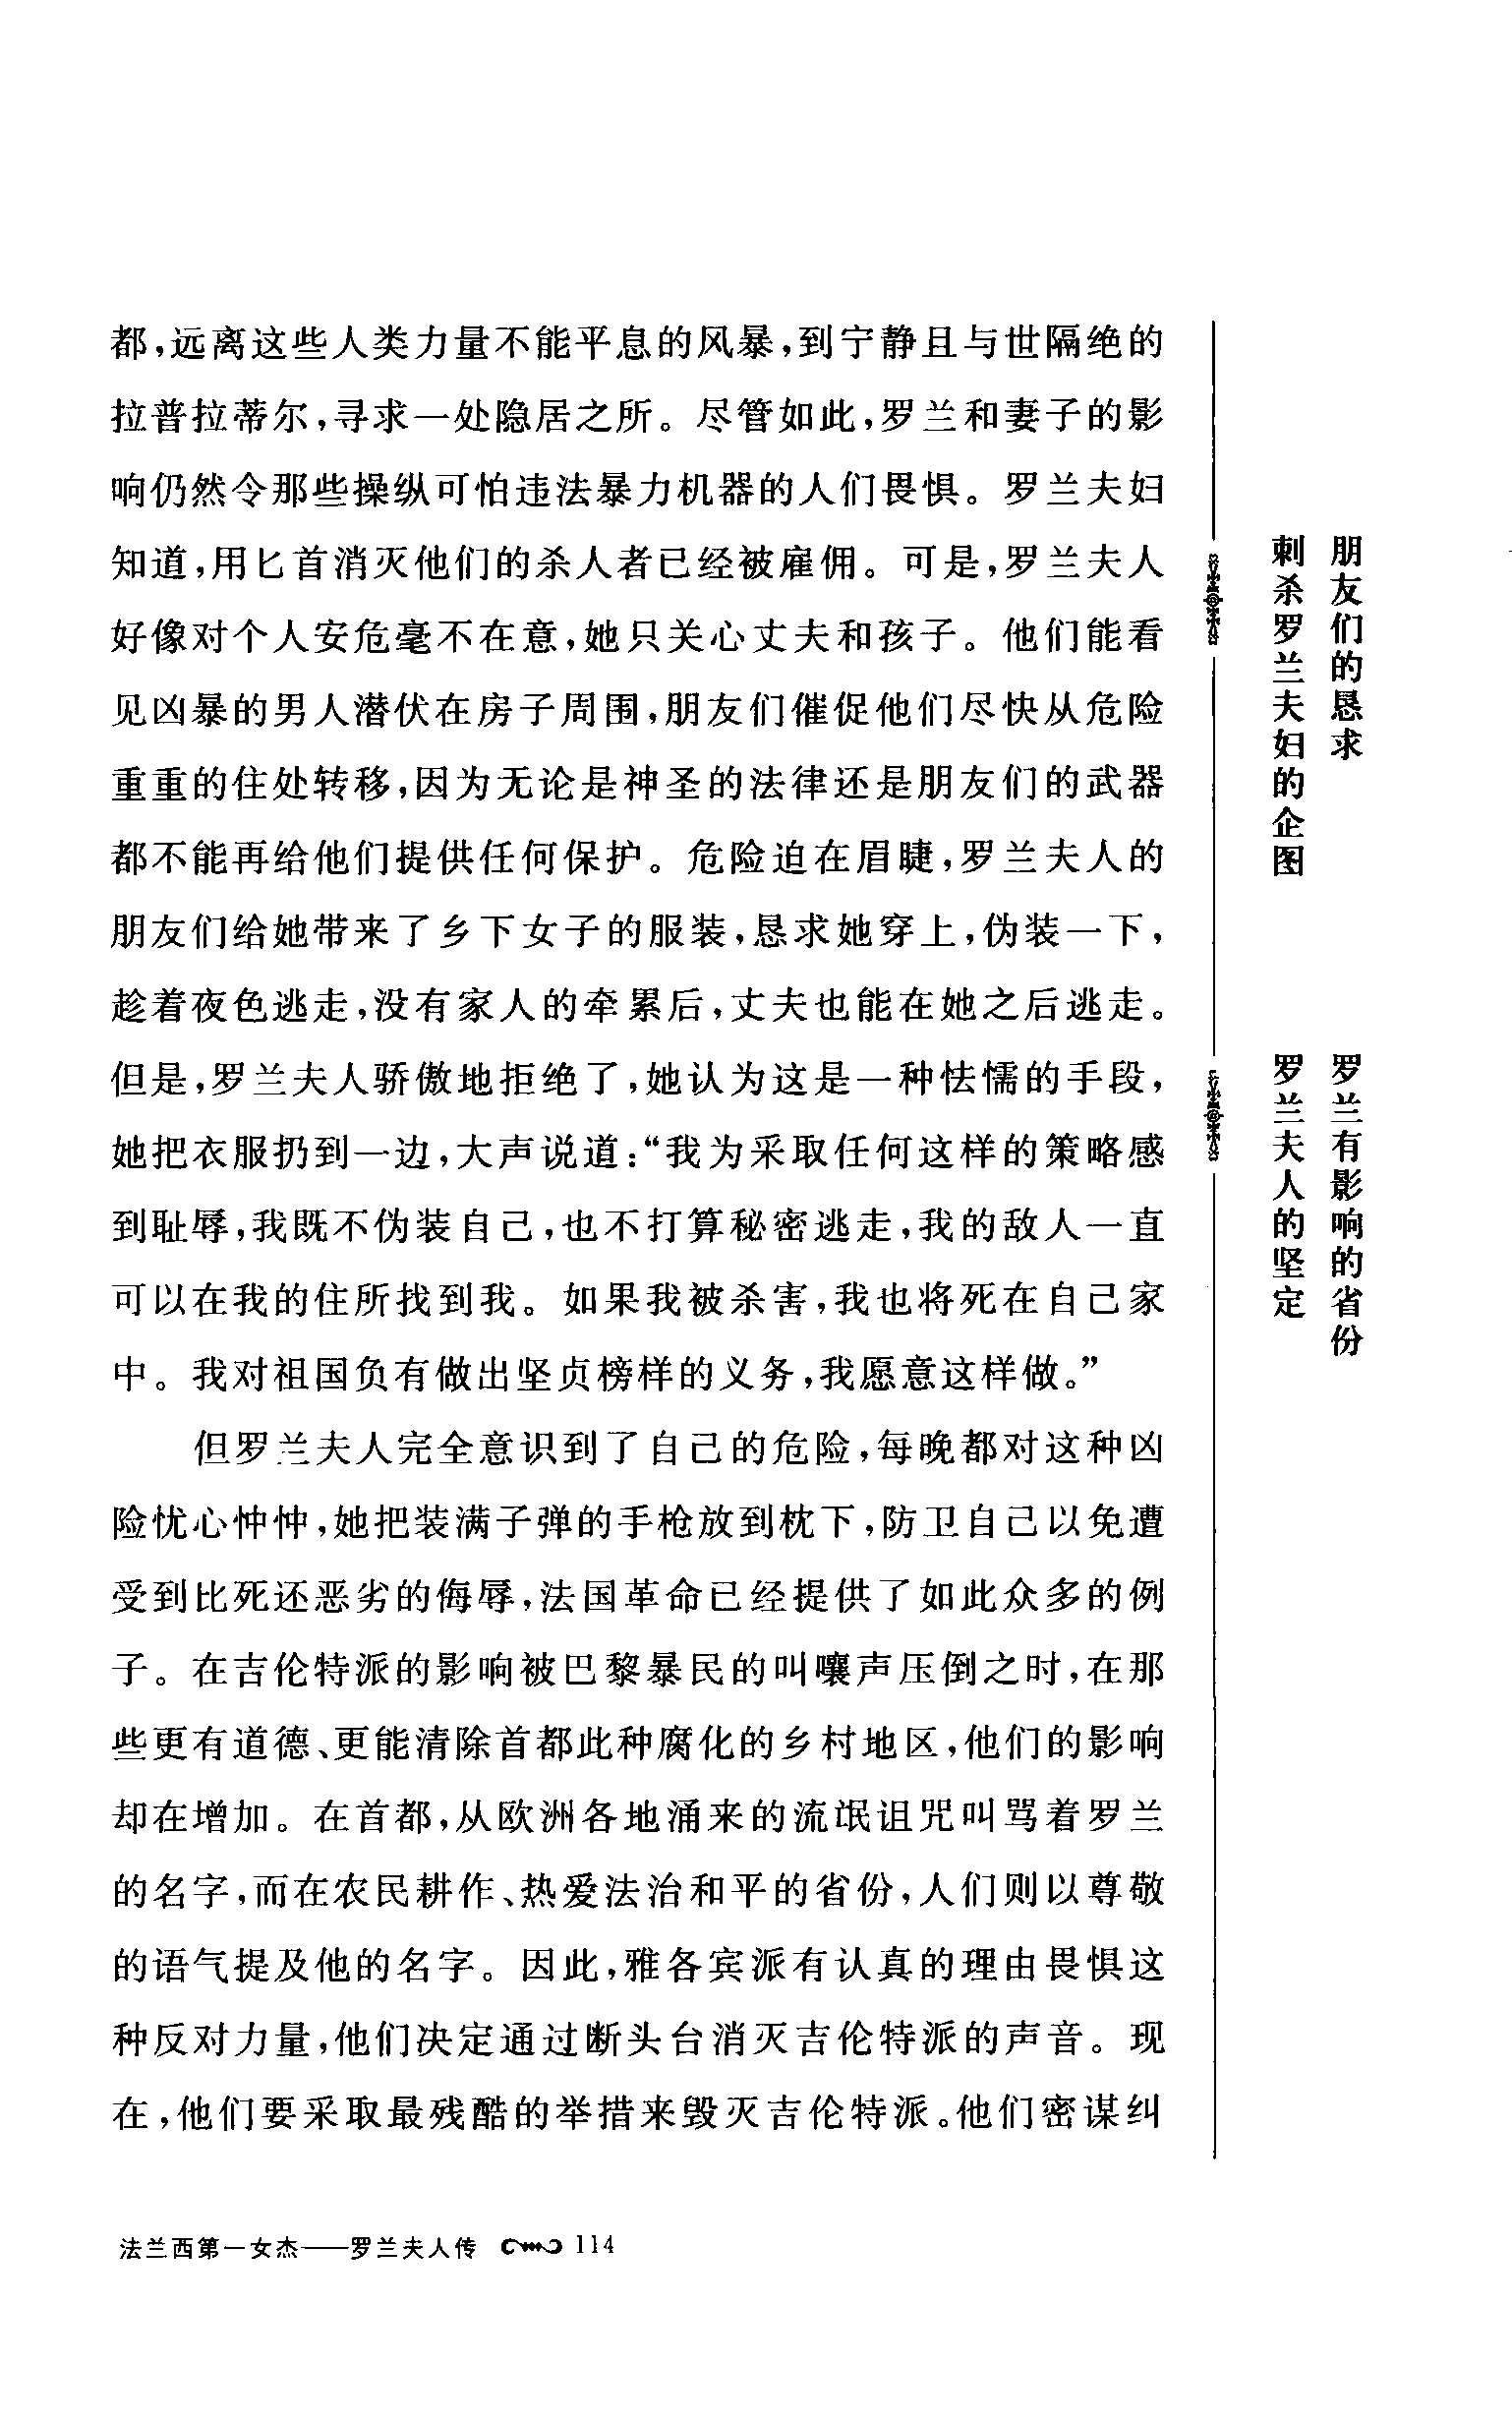 都，远离这些人类力量不能平息的风暴，到宁静且与世隔绝的
拉普拉蒂尔，寻求一处隐居之所。尽管如此，罗兰和妻子的影
响仍然令那些操纵可怕违法暴力机器的人们畏惧。罗兰夫妇
知道，用匕首消灭他们的杀人者已经被雇佣。可是，罗兰夫人
好像对个人安危毫不在意，她只关心丈夫和孩子。他们能看
见凶暴的男人潜伏在房子周围，朋友们催促他们尽快从危险
重重的住处转移，因为无论是神圣的法律还是朋友们的武器
都不能再给他们提供任何保护。危险迫在眉睫，罗兰夫人的
朋友们给她带来了乡下女子的服装，恳求她穿上，伪装一下，
趁着夜色逃走，没有家人的牵累后，丈夫也能在她之后逃走。
但是，罗兰夫人骄傲地拒绝了，她认为这是一种怯懦的手段，
她把衣服扔到一边，大声说道：“我为采取任何这样的策略感
到耻辱，我既不伪装自己，也不打算秘密逃走，我的敌人一直
可以在我的住所找到我。如果我被杀害，我也将死在自己家
中。我对祖国负有做出坚贞榜样的义务，我愿意这样做。”
但罗兰夫人完全意识到了自己的危险，每晚都对这种凶
险忧心忡忡，她把装满子弹的手枪放到枕下，防卫自己以免遭
受到比死还恶劣的侮辱，法国革命已经提供了如此众多的例
子。在吉伦特派的影响被巴黎暴民的叫嚷声压倒之时，在那
些更有道德、更能清除首都此种腐化的乡村地区，他们的影响
却在增加。在首都，从欧洲各地涌来的流氓诅咒叫骂着罗兰
的名字，而在农民耕作、热爱法治和平的省份，人们则以尊敬
的语气提及他的名字。因此，雅各宾派有认真的理由畏惧这
种反对力量，他们决定通过断头台消灭吉伦特派的声音。现
在，他们要采取最残酷的举措来毁灭吉伦特派。他们密谋纠
朋友们的恳求
刺杀罗兰夫妇的企图
罗兰有影响的省份
罗兰夫人的坚定
法兰西第一女杰——罗兰夫人传 114